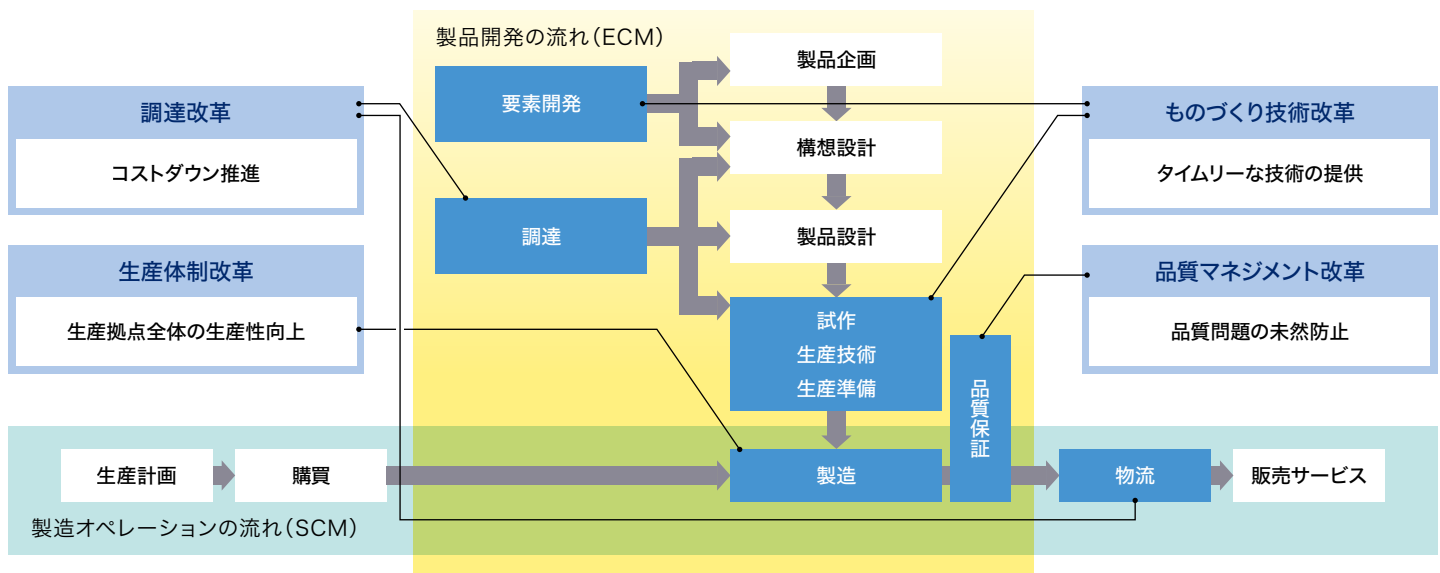 製品開発の流れ(ECM)
要素開発
製品企画
構想設計
調達
製品設計
試作
生産技術
生産準備
品質保証
調達改革
コストダウン推進
生産体制改革
生産拠点全体の生産性向上
ものづくり技術改革
タイムリーな技術の提供
品質マネジメント改革
品質問題の未然防止
生産計画
購買
製造
物流
販売サービス
製造オペレーションの流れ(SCM)